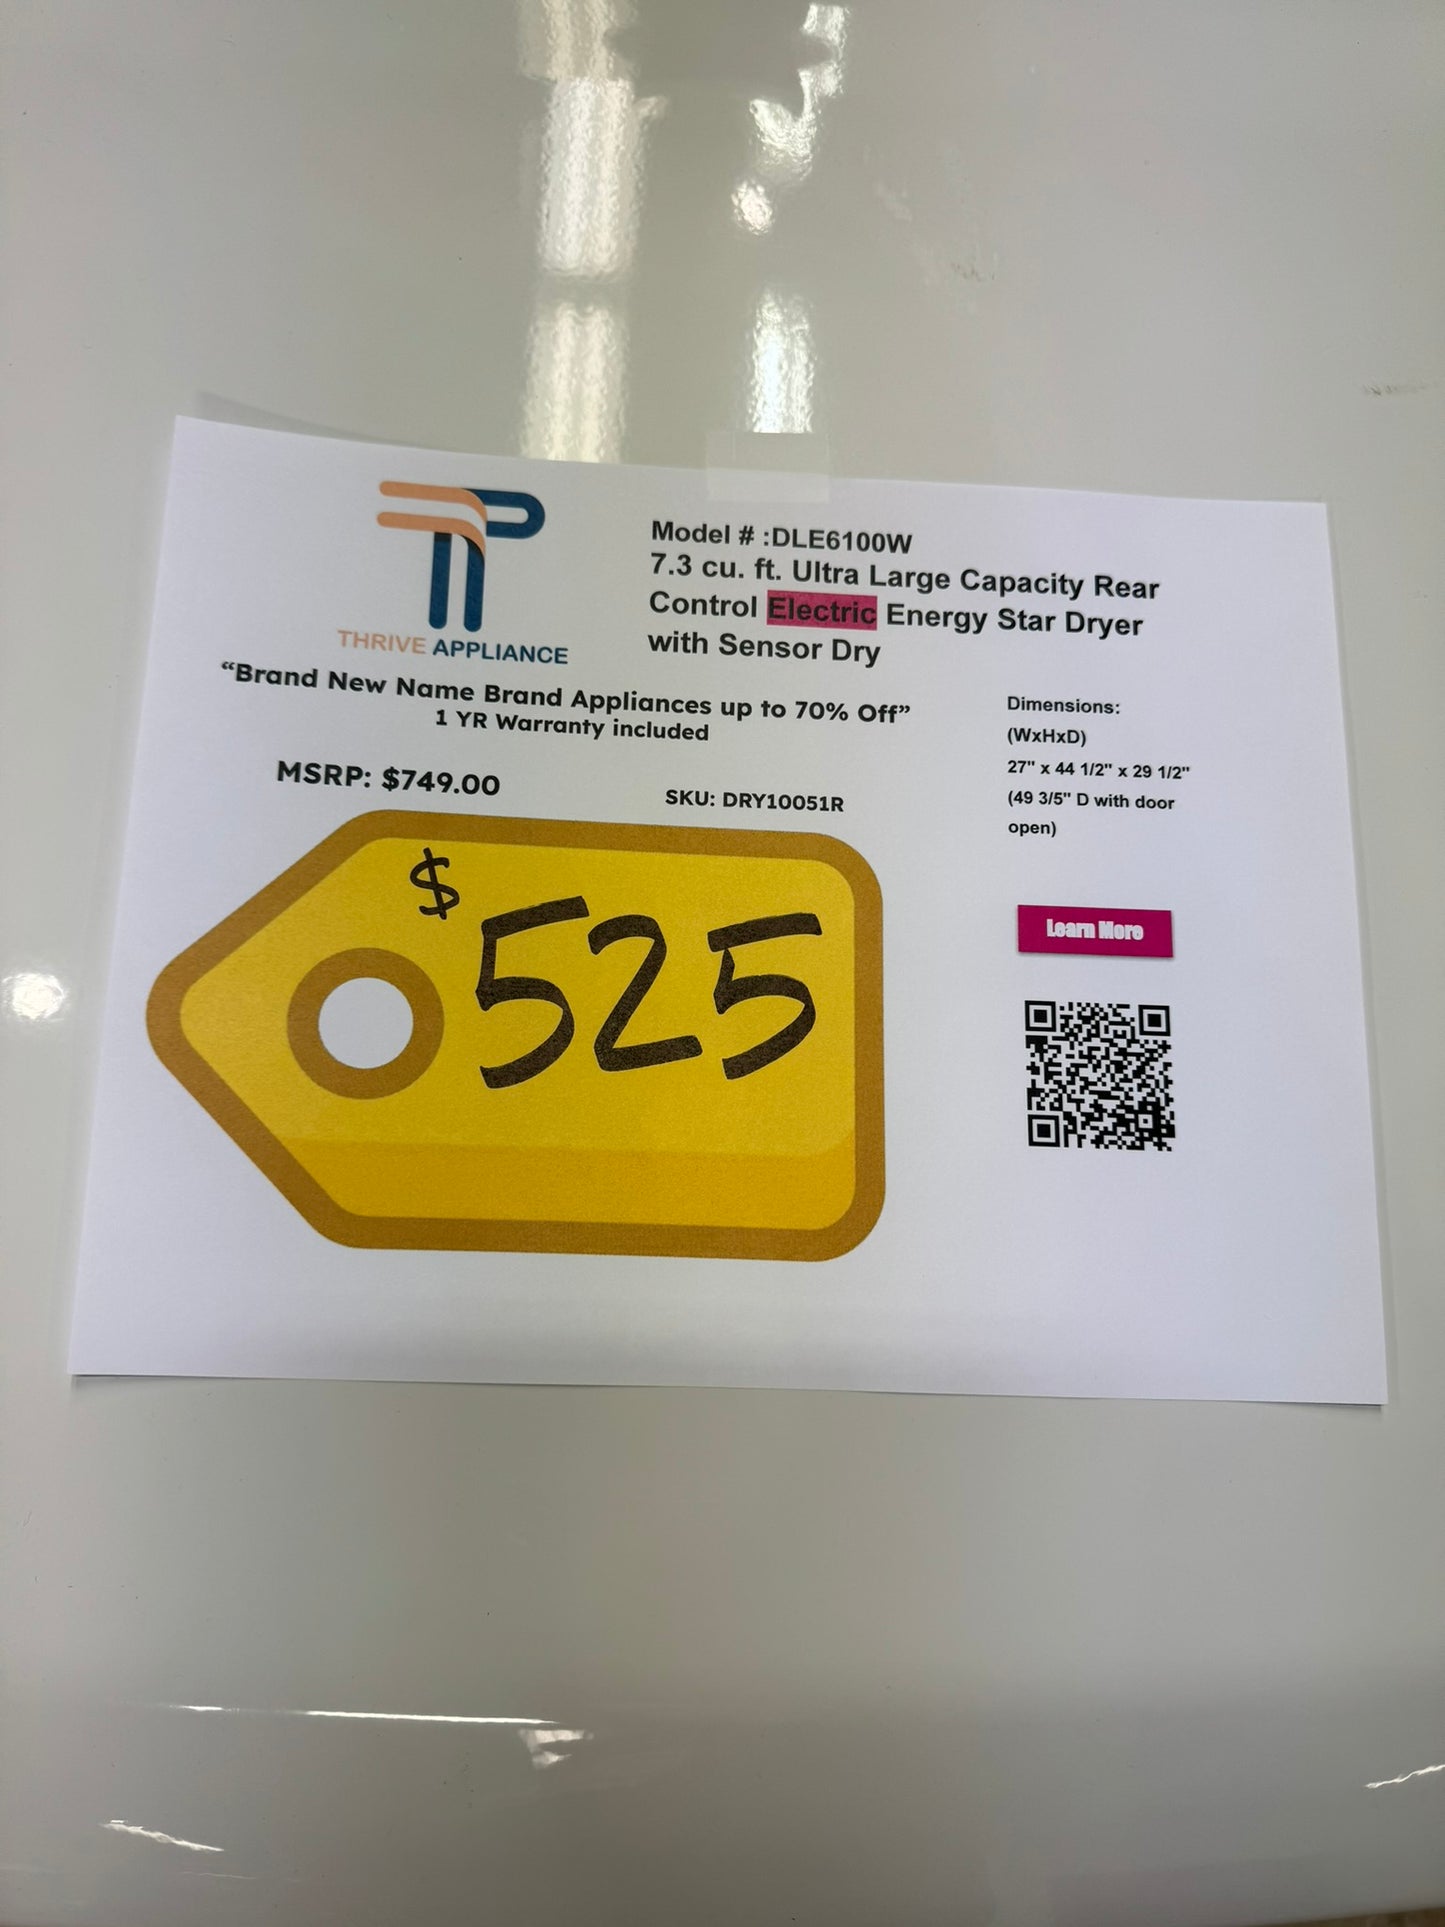 THRIVE APPLIANCE
Model # :DLE6100W
7.3 cu. ft. Ultra Large Capacity Rear
Control Electric Energy Star Dryer
with Sensor Dry
“Brand New Name Brand Appliances up to 70% Off”
1 YR Warranty included
MSRP: $749.00
SKU: DRY10051R
Dimensions:
(WxHxD)
27" x 44 1/2" x 29 1/2"
(49 3/5" D with door
open)
$525
Learn More